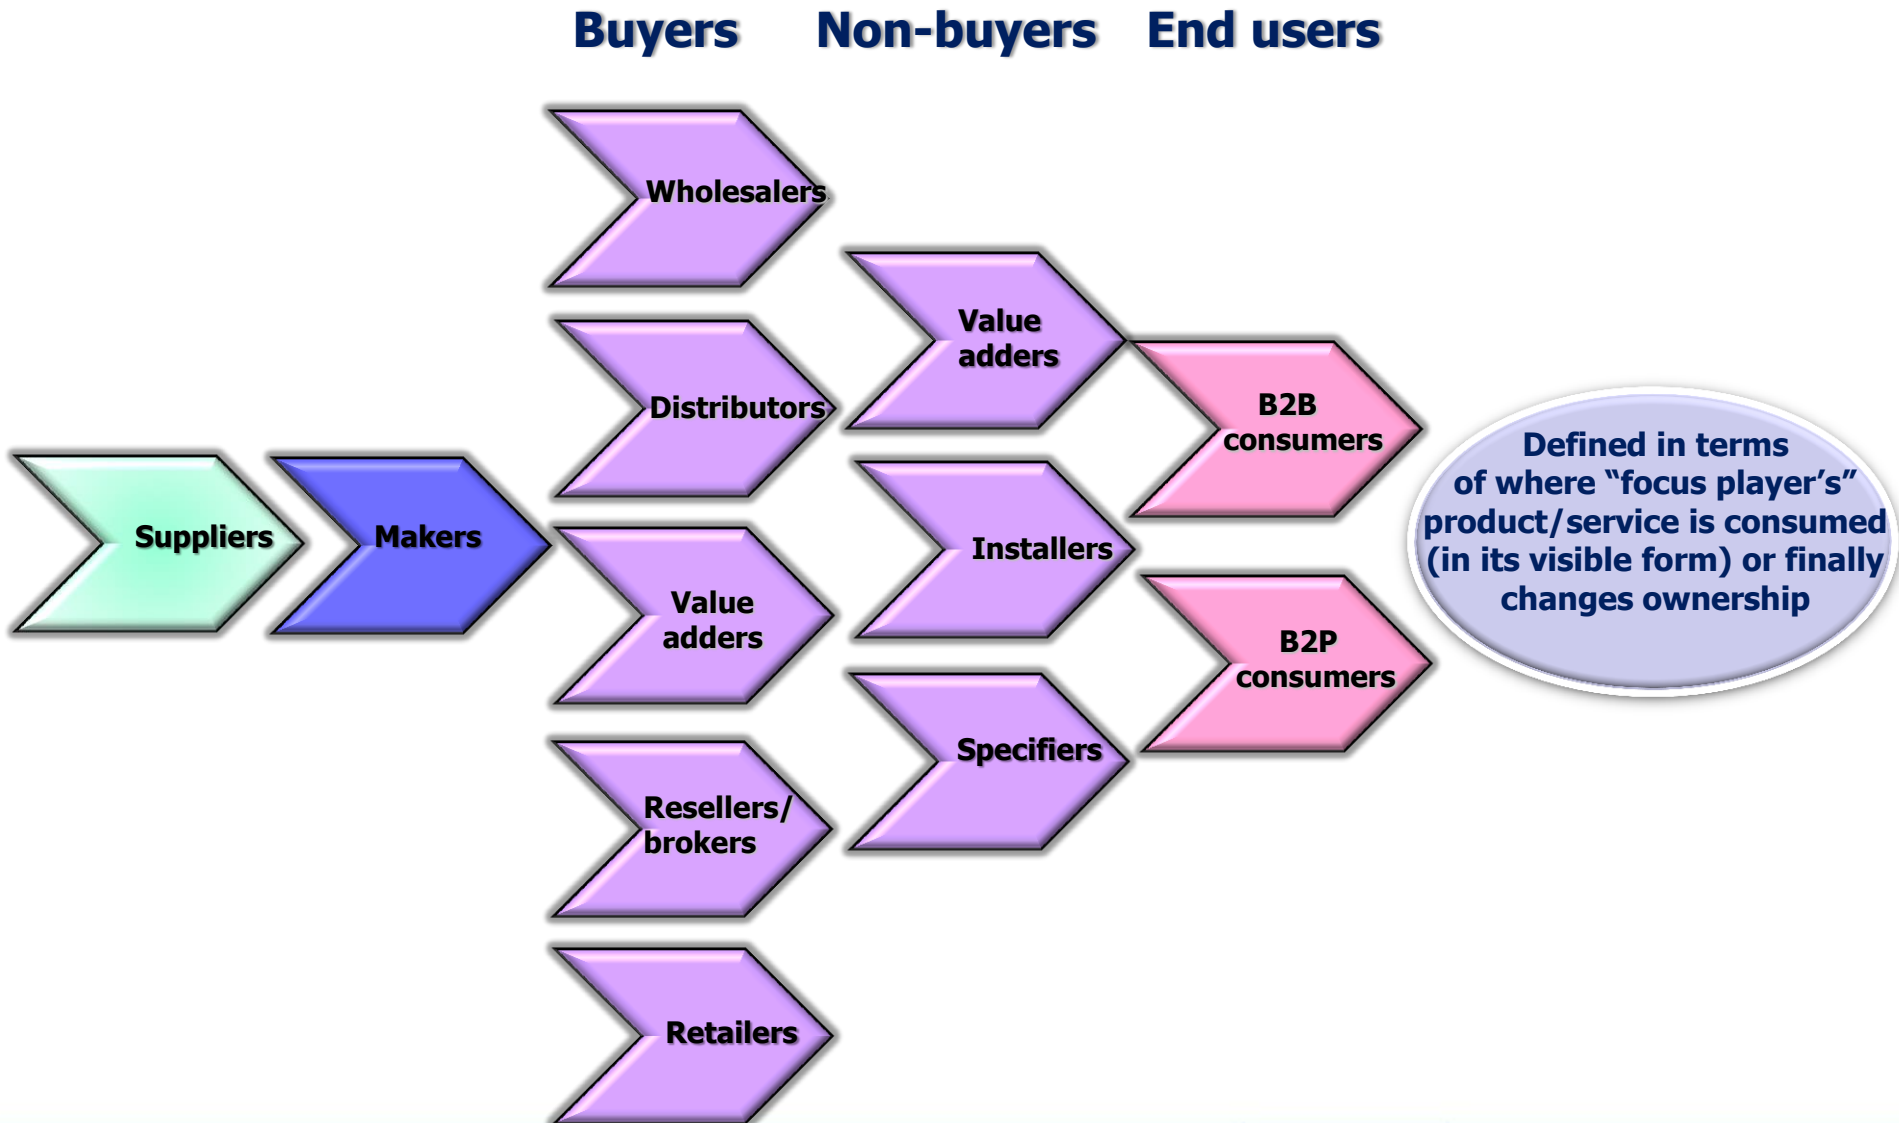 Buyers
Non-buyers
End users
Suppliers
Makers
Wholesalers
Distributors
Value
adders
Resellers/
brokers
Retailers
Value
adders
Installers
Specifiers
B2B
consumers
B2P
consumers
Defined in terms
of where “focus player’s”
product/service is consumed
(in its visible form) or finally
changes ownership